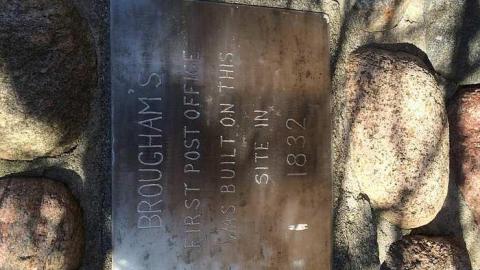 BROUGHAM'S
FIRST POST OFFICE
WAS BUILT ON THIS
SITE IN
1832